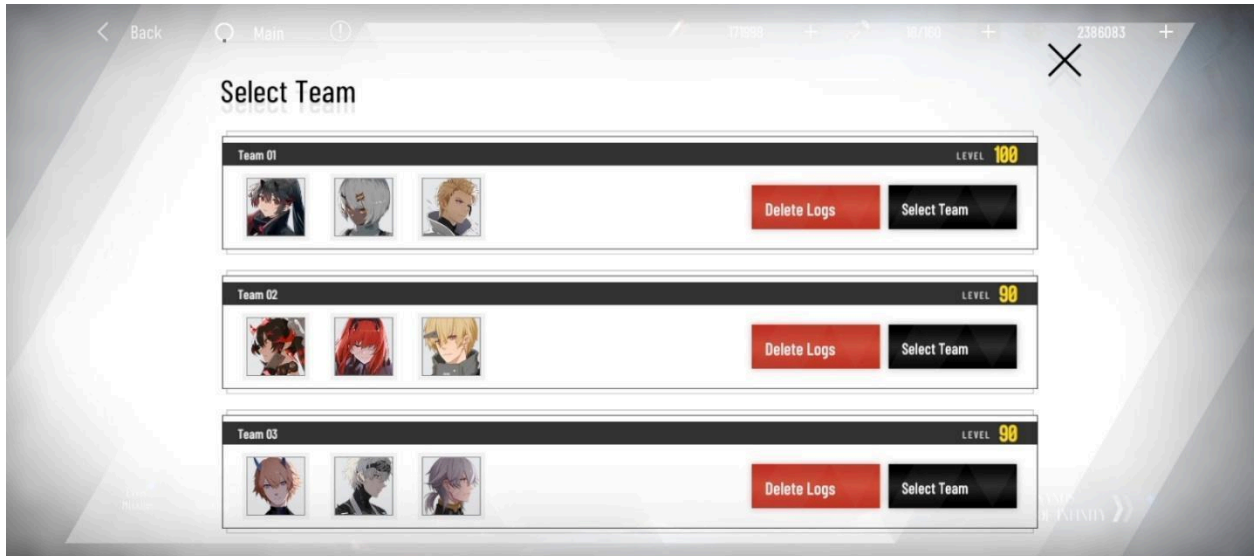 Back Main 171993 18/160 2386083
Select Team
Team 01 LEVEL 100
Delete Logs Select Team
Team 02 LEVEL 90
Delete Logs Select Team
Team 03 LEVEL 90
Delete Logs Select Team